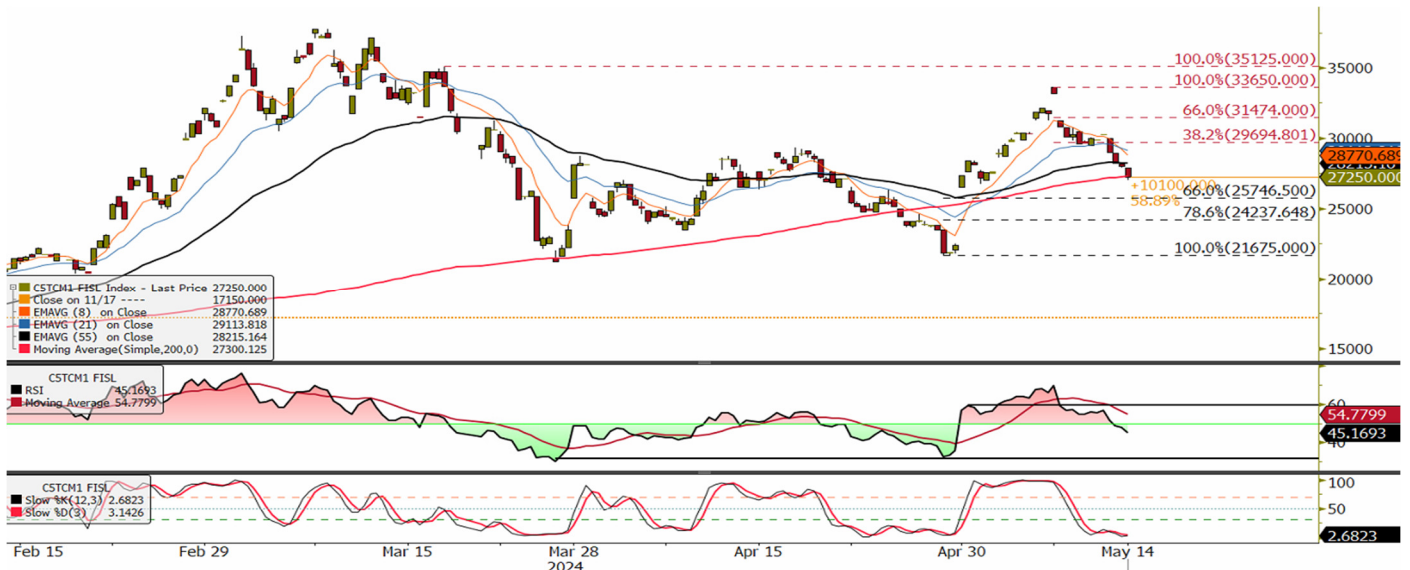 100.0%(35125.000)
35000
100.0%(33650.000)
66.0%(31474.000)
38.2%(29694.801)
30000
28770.689
27250.000
+10100.000
66.0%(25746.500)
58.89%
25000
78.6%(24237.648)
100.0%(21675.000)
20000
15000
C5TCM1 FISL Index - Last Price 27250.000
Close on 11/17 ---- 17150.000
EMAVG (8) on Close 28770.689
EMAVG (21) on Close 29113.818
EMAVG (55) on Close 28215.164
Moving Average(Simple,200,0) 27300.125
C5TCM1 FISL
RSI 45.1693
Moving Average 54.7799
60
54.7799
45.1693
40
C5TCM1 FISL
Slow %K(12,3) 2.6823
Slow %D(3) 3.1426
100
50
2.6823
Feb 15 Feb 29 Mar 15 Mar 28 Apr 15 Apr 30 May 14
2024